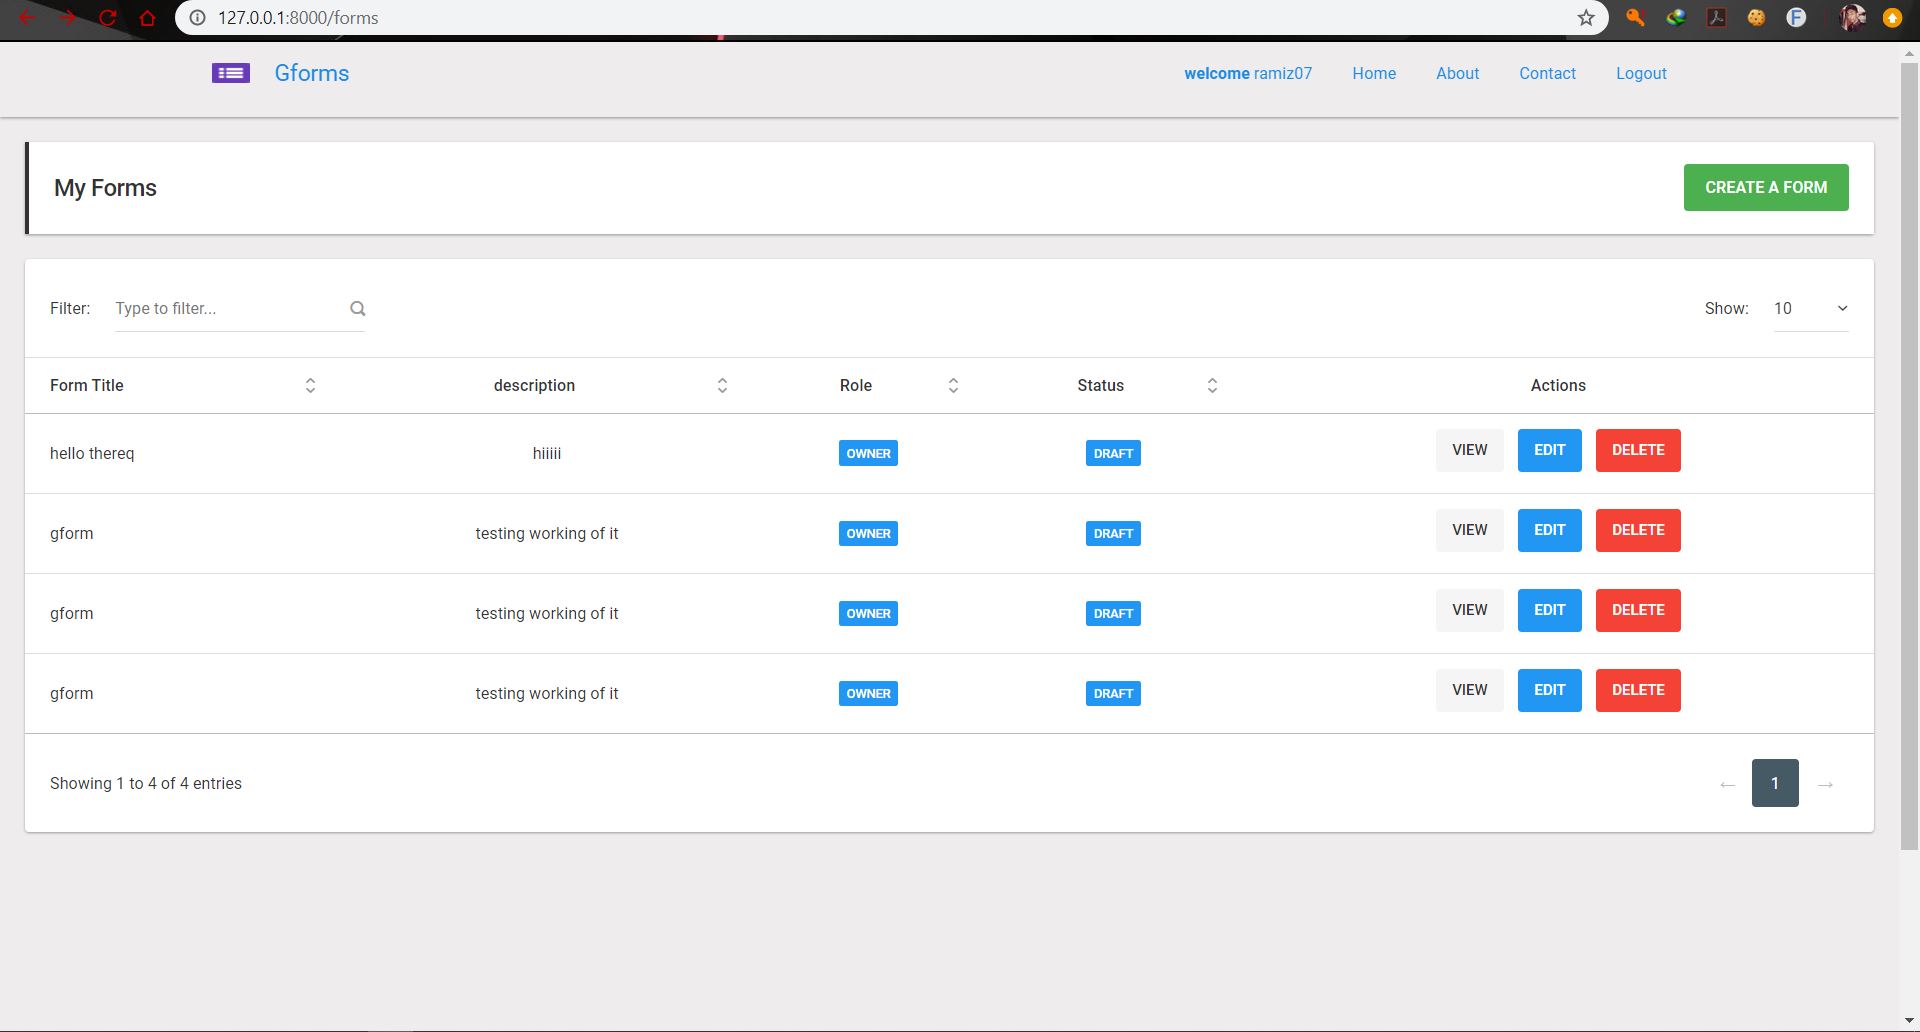 127.0.0.1:8000/forms
Gforms
welcome ramiz07 Home About Contact Logout
My Forms
CREATE A FORM
Filter: Type to filter... Show: 10
Form Title description Role Status Actions
hello thereq hiiiii OWNER DRAFT VIEW EDIT DELETE
gform testing working of it OWNER DRAFT VIEW EDIT DELETE
gform testing working of it OWNER DRAFT VIEW EDIT DELETE
gform testing working of it OWNER DRAFT VIEW EDIT DELETE
Showing 1 to 4 of 4 entries ← 1 →